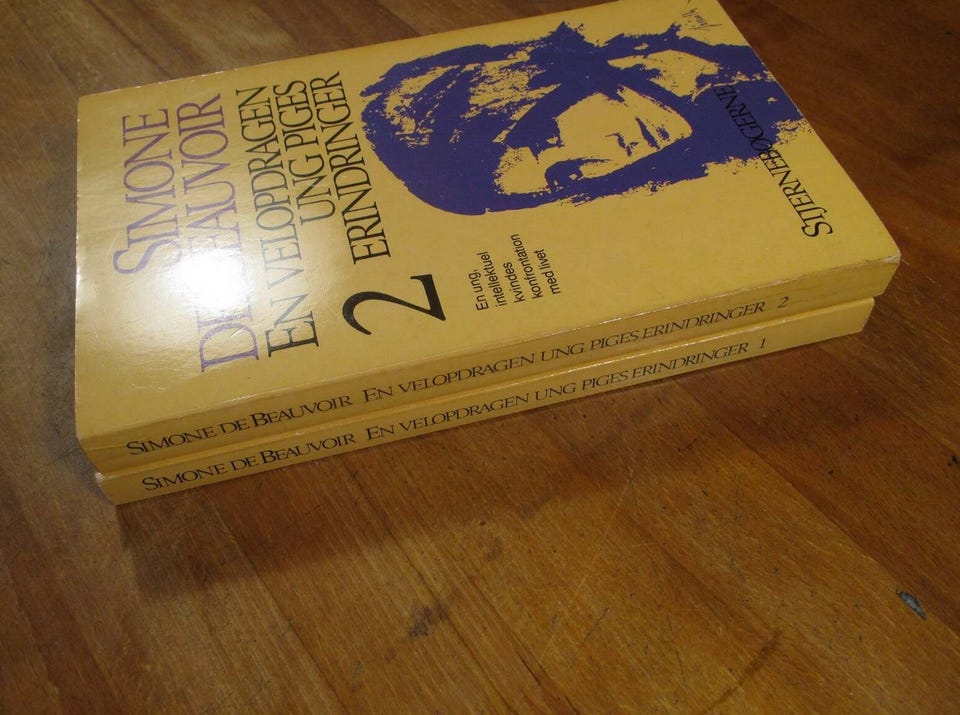 SIMONE
DE BEAUVOIR
EN VELOPDRAGEN
UNG PIGES
ERINDRINGER
2
En ung,
intellektuel
kvindes
konfrontation
med livet
STJERNEBØGERNE
SIMONE DE BEAUVOIR EN VELOPDRAGEN UNG PIGES ERINDRINGER 2
SIMONE DE BEAUVOIR EN VELOPDRAGEN UNG PIGES ERINDRINGER 1